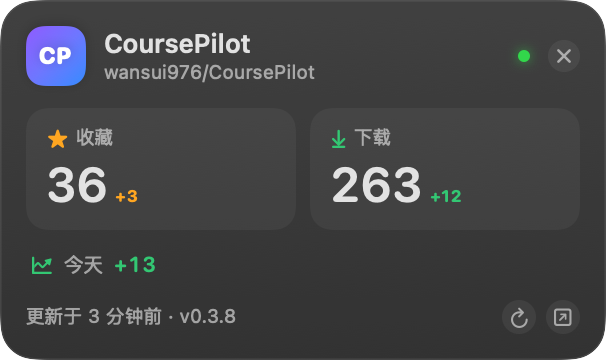 CP
CoursePilot
wansui976/CoursePilot
收藏
36 +3
下载
263 +12
今天 +13
更新于 3 分钟前 · v0.3.8